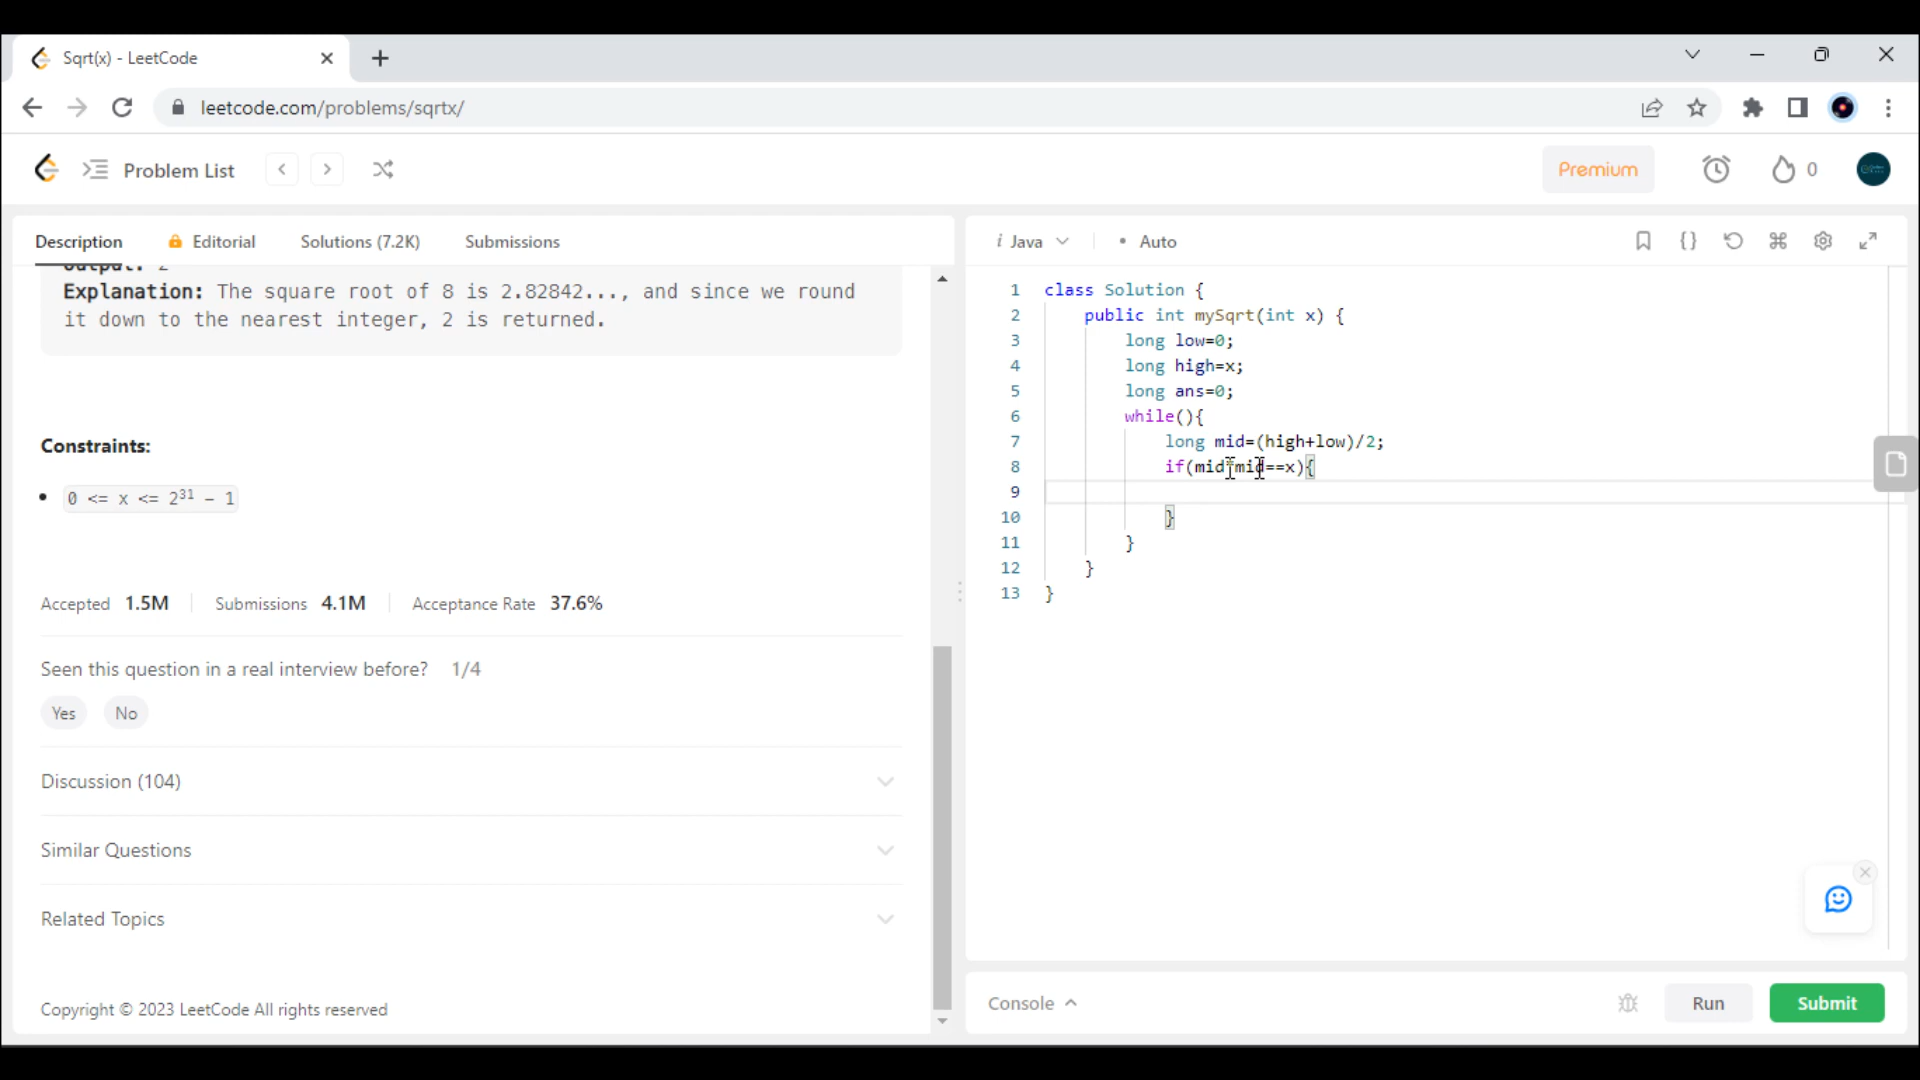 Sqrt(x) - LeetCode
leetcode.com/problems/sqrtx/
Problem List
Premium
0
Description
Editorial
Solutions (7.2K)
Submissions
i Java
• Auto
Output: 2
Explanation: The square root of 8 is 2.82842..., and since we round
it down to the nearest integer, 2 is returned.
Constraints:
• 0 <= x <= 2³¹ - 1
Accepted 1.5M
Submissions 4.1M
Acceptance Rate 37.6%
Seen this question in a real interview before? 1/4
Yes
No
Discussion (104)
Similar Questions
Related Topics
Copyright © 2023 LeetCode All rights reserved
1 class Solution {
2 public int mySqrt(int x) {
3 long low=0;
4 long high=x;
5 long ans=0;
6 while(){
7 long mid=(high+low)/2;
8 if(mid*mid==x){
9
10 }
11 }
12 }
13 }
Console
Run
Submit